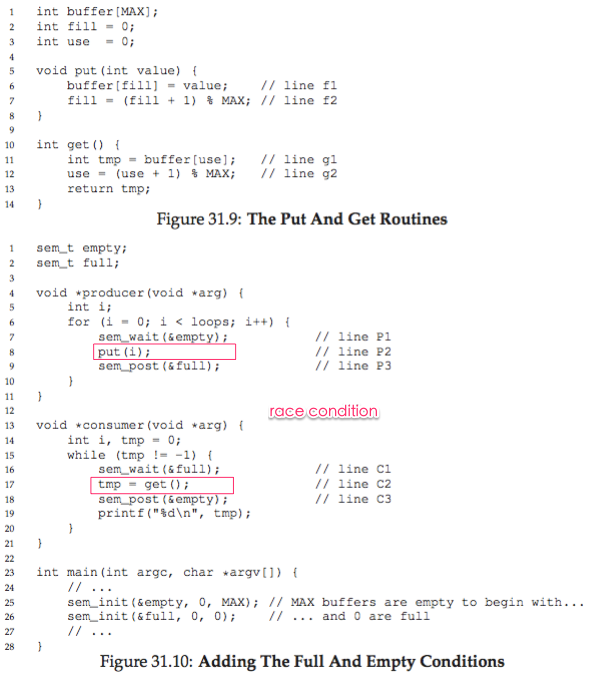 1 int buffer[MAX];
2 int fill = 0;
3 int use = 0;
4
5 void put(int value) {
6 buffer[fill] = value; // line f1
7 fill = (fill + 1) % MAX; // line f2
8 }
9
10 int get() {
11 int tmp = buffer[use]; // line g1
12 use = (use + 1) % MAX; // line g2
13 return tmp;
14 }
Figure 31.9: The Put And Get Routines
1 sem_t empty;
2 sem_t full;
3
4 void *producer(void *arg) {
5 int i;
6 for (i = 0; i < loops; i++) {
7 sem_wait(&empty); // line P1
8 put(i); // line P2
9 sem_post(&full); // line P3
10 }
11 }
12 race condition
13 void *consumer(void *arg) {
14 int i, tmp = 0;
15 while (tmp != -1) {
16 sem_wait(&full); // line C1
17 tmp = get(); // line C2
18 sem_post(&empty); // line C3
19 printf("%d\n", tmp);
20 }
21 }
22
23 int main(int argc, char *argv[]) {
24 // ...
25 sem_init(&empty, 0, MAX); // MAX buffers are empty to begin with...
26 sem_init(&full, 0, 0); // ... and 0 are full
27 // ...
28 }
Figure 31.10: Adding The Full And Empty Conditions